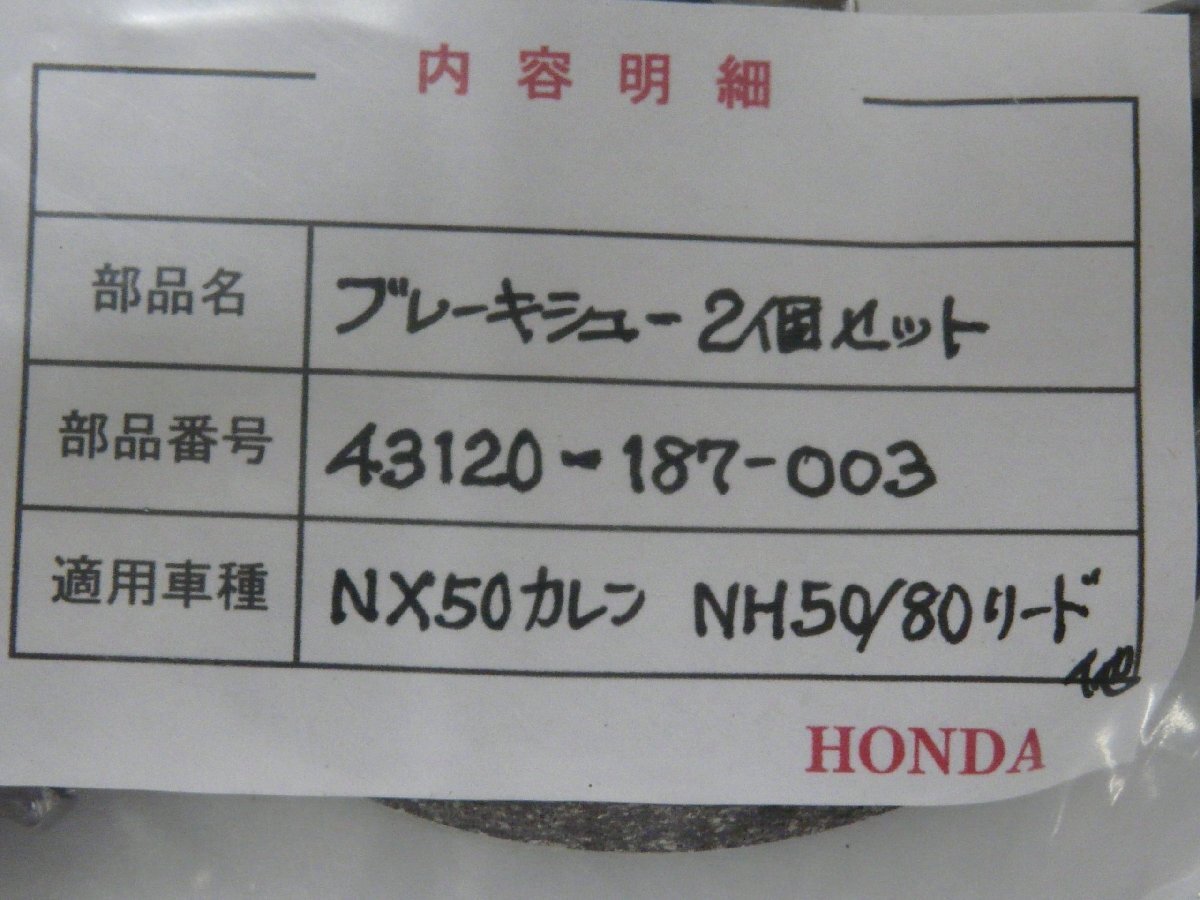 内容明細
部品名 ブレーキシュー2個セット
部品番号 43120-187-003
適用車種 NX50カレン NH50/80リード
他
HONDA